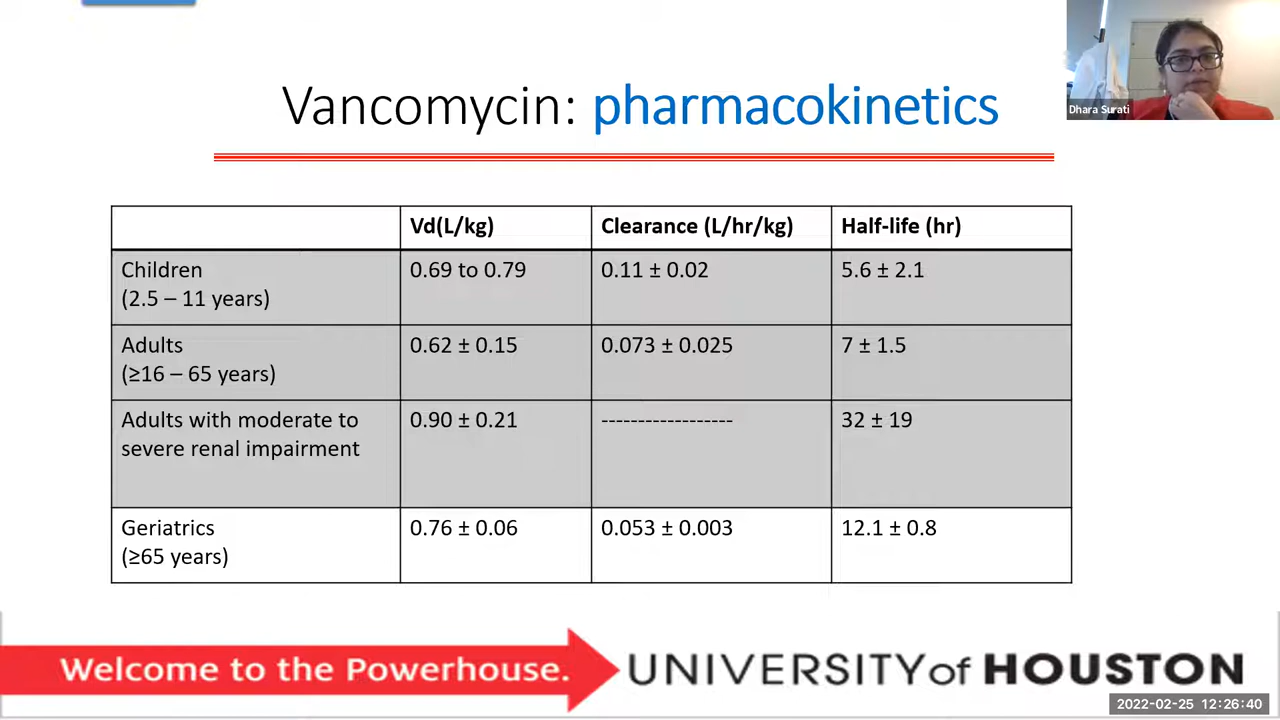 Vancomycin: pharmacokinetics
Dhara Surati
Vd(L/kg) Clearance (L/hr/kg) Half-life (hr)
Children
(2.5 – 11 years)
0.69 to 0.79 0.11 ± 0.02 5.6 ± 2.1
Adults
(≥16 – 65 years)
0.62 ± 0.15 0.073 ± 0.025 7 ± 1.5
Adults with moderate to
severe renal impairment
0.90 ± 0.21 ------------------ 32 ± 19
Geriatrics
(≥65 years)
0.76 ± 0.06 0.053 ± 0.003 12.1 ± 0.8
Welcome to the Powerhouse.
UNIVERSITY of HOUSTON
2022-02-25 12:26:40